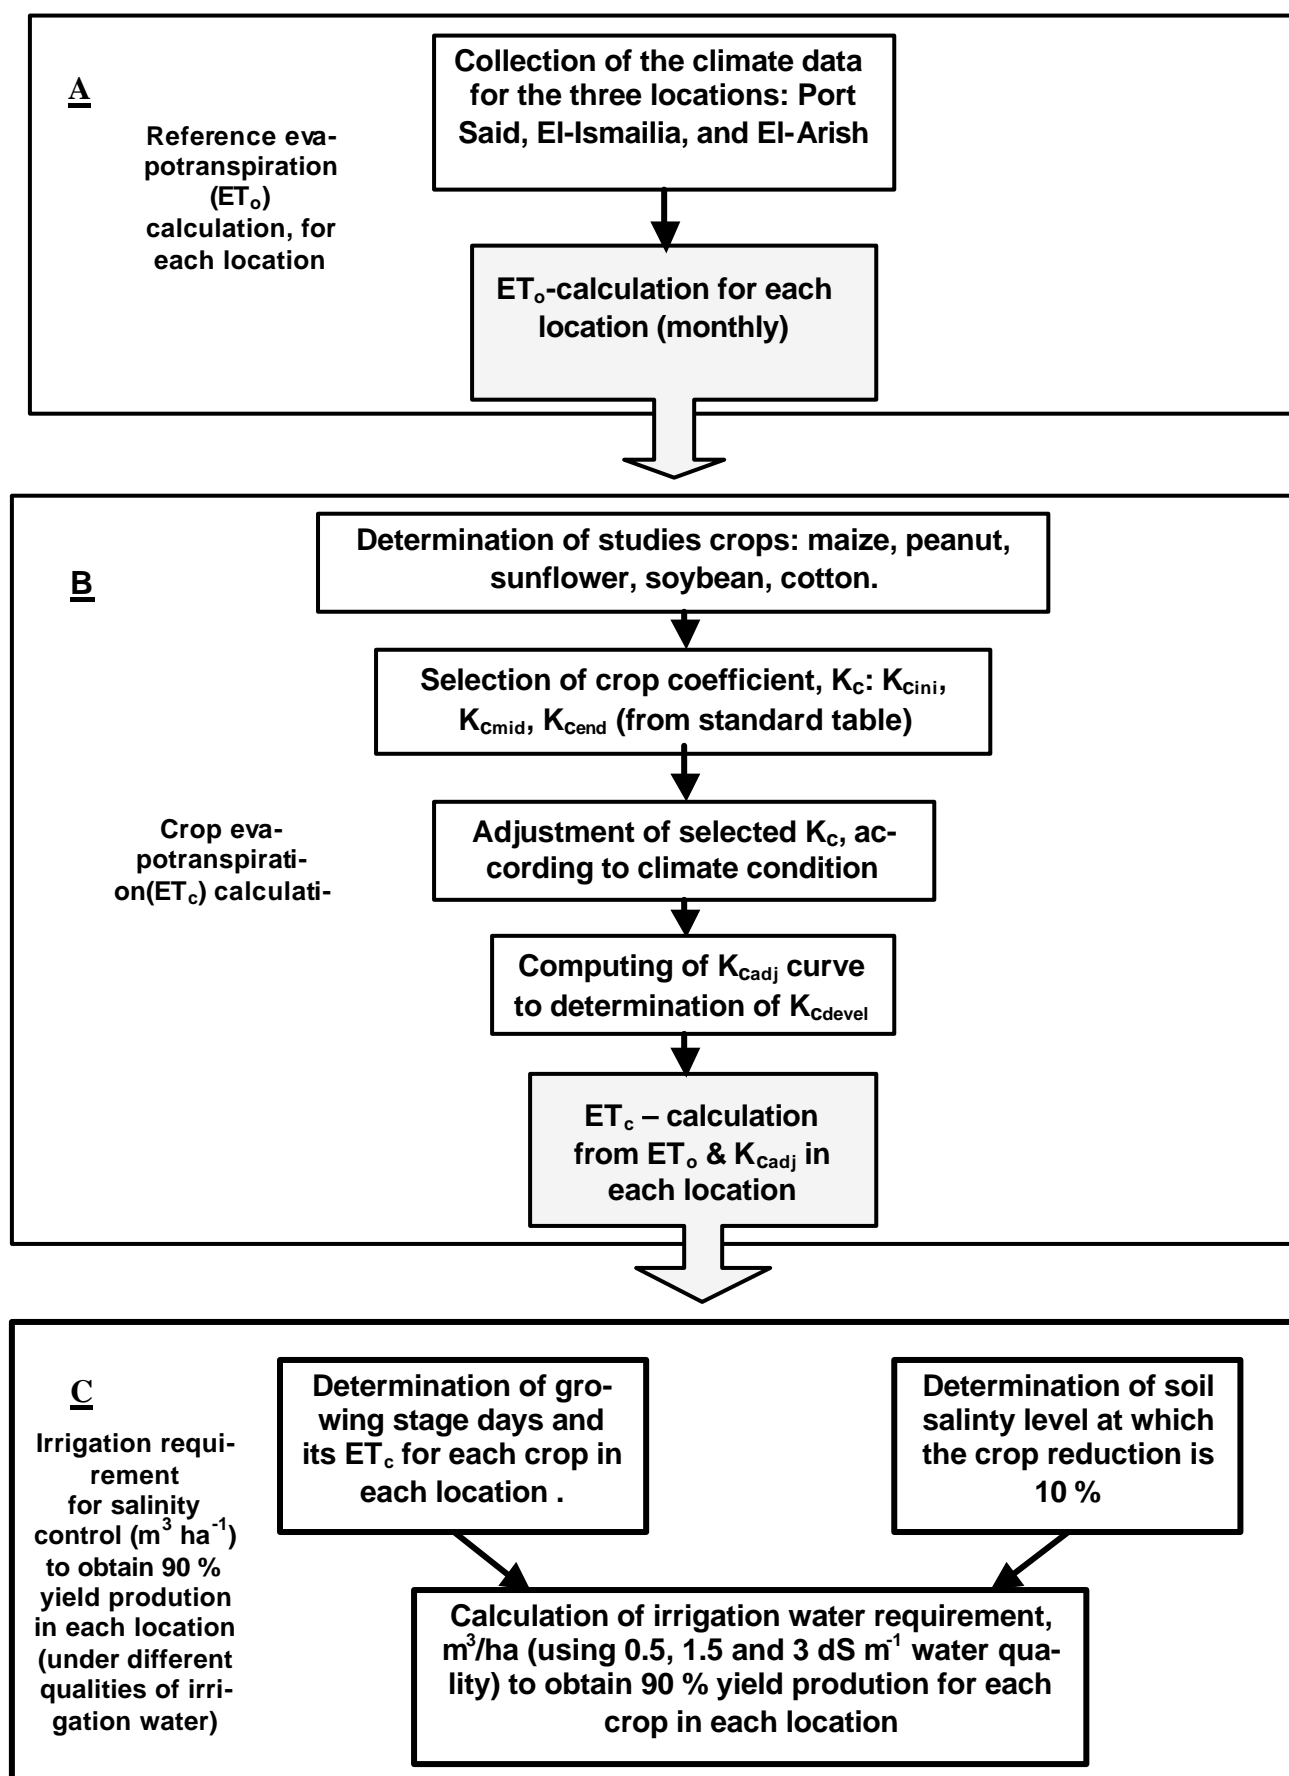 A
Reference eva-
potranspiration
(ETo)
calculation, for
each location
Collection of the climate data
for the three locations: Port
Said, El-Ismailia, and El-Arish
ETo-calculation for each
location (monthly)
B
Crop eva-
potranspirati-
on(ETc) calculati-
Determination of studies crops: maize, peanut,
sunflower, soybean, cotton.
Selection of crop coefficient, Kc: Kcini,
Kcmid, Kcend (from standard table)
Adjustment of selected Kc, ac-
cording to climate condition
Computing of Kcadj curve
to determination of Kcdevel
ETc – calculation
from ETo & Kcadj in
each location
C
Irrigation requi-
rement
for salinity
control (m³ ha⁻¹)
to obtain 90 %
yield prodution
in each location
(under different
qualities of irri-
gation water)
Determination of gro-
wing stage days and
its ETc for each crop in
each location .
Determination of soil
salinty level at which
the crop reduction is
10 %
Calculation of irrigation water requirement,
m³/ha (using 0.5, 1.5 and 3 dS m⁻¹ water qua-
lity) to obtain 90 % yield prodution for each
crop in each location